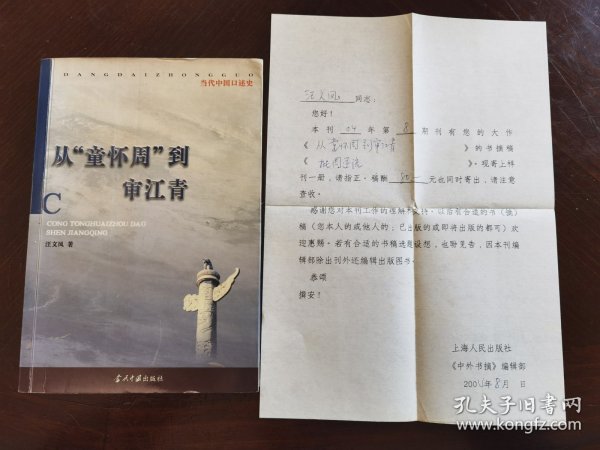 DANGDAIZHONGGUO
当代中国口述史
从“童怀周”到
审江青
C
CONG TONGHUAIZHOU DAO
SHEN JIANGQING
汪文风 著
当代中国出版社
汪文风 同志：
您好！
本刊 04 年第 8 期刊有您的大作
《从童怀周到审江青 》的书摘稿
《 》。现寄上样
刊一册，请指正。稿酬 元也同时寄出，请注意
查收。
感谢您对本刊工作的理解和支持。以后有合适的书（摘）
稿（您本人的或他人的；已出版的或即将出版的都可）欢
迎惠赐。若有合适的书稿选题设想，也盼见告，因本刊编
辑部除出刊外还编辑出版图书。
恭颂
撰安！
上海人民出版社
《中外书摘》编辑部
2004年8月 日
孔夫子旧书网
www.kongfz.com